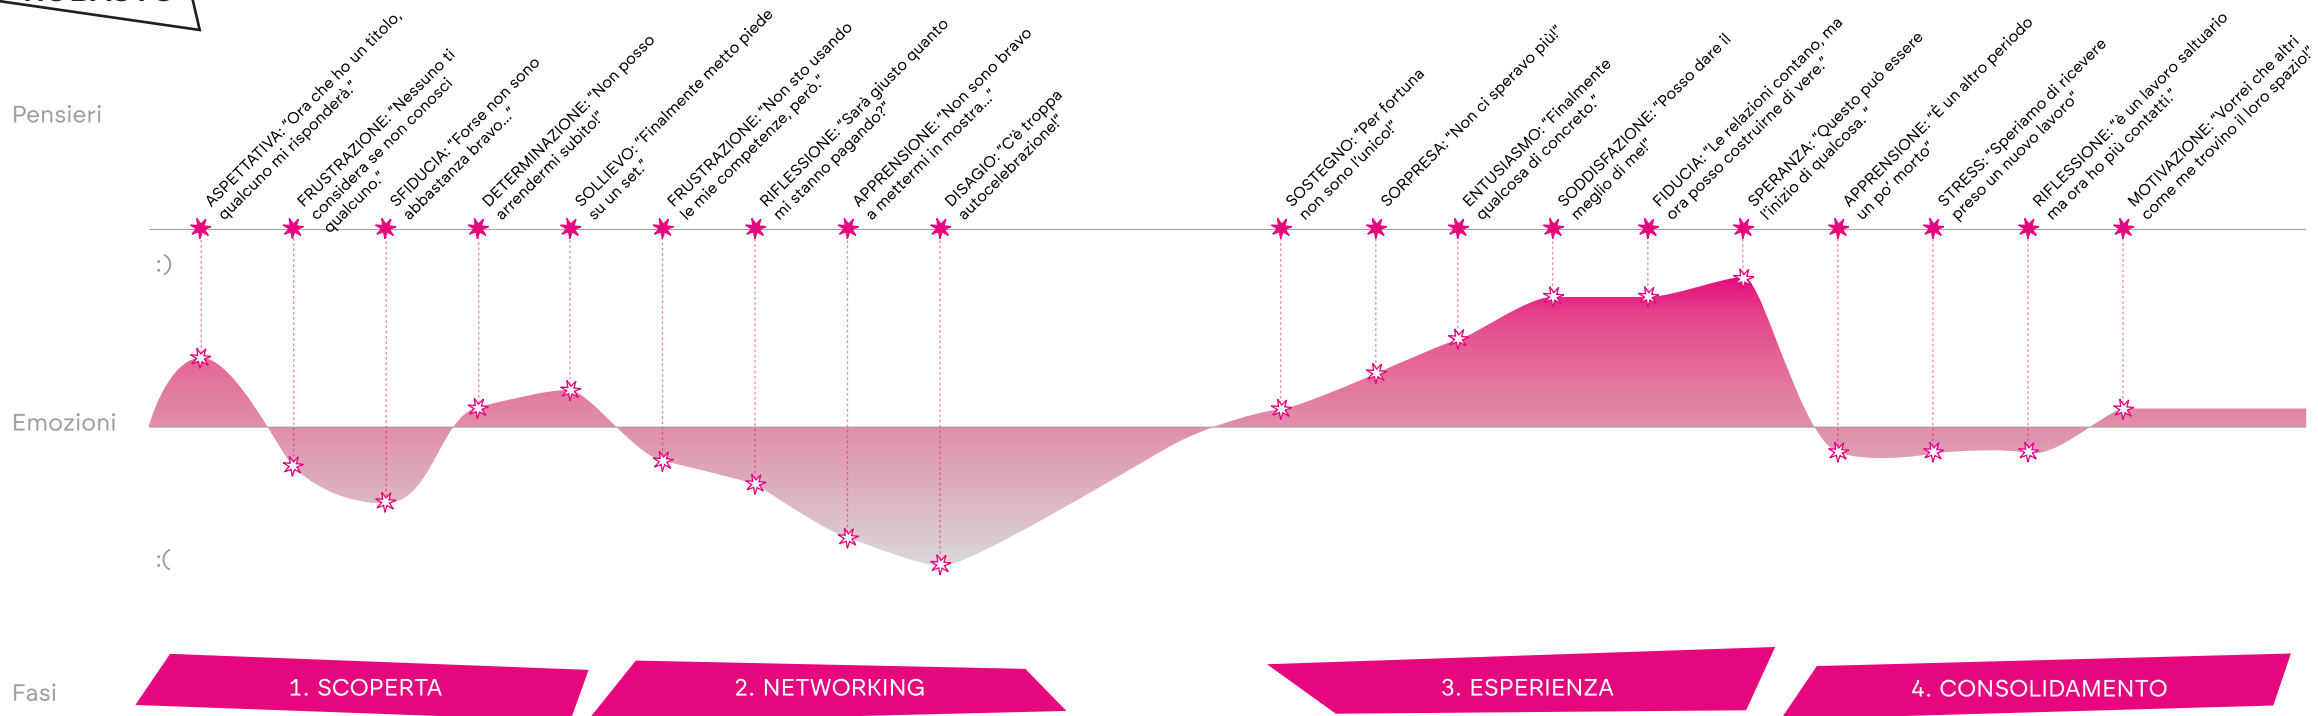 Pensieri
ASPETTATIVA: “Ora che ho un titolo,
qualcuno mi risponderà.”
FRUSTRAZIONE: “Nessuno ti
considera se non conosci
qualcuno.”
SFIDUCIA: “Forse non sono
abbastanza bravo...”
DETERMINAZIONE: “Non posso
arrendermi subito!”
SOLLIEVO: “Finalmente metto piede
su un set.”
FRUSTRAZIONE: “Non sto usando
le mie competenze, però.”
RIFLESSIONE: “Sarà giusto quanto
mi stanno pagando?”
APPRENSIONE: “Non sono bravo
a mettermi in mostra...”
DISAGIO: “C'è troppa
autocelebrazione!”
SOSTEGNO: “Per fortuna
non sono l'unico!”
SORPRESA: “Non ci speravo più!”
ENTUSIASMO: “Finalmente
qualcosa di concreto.”
SODDISFAZIONE: “Posso dare il
meglio di me!”
FIDUCIA: “Le relazioni contano, ma
ora posso costruirne di vere.”
SPERANZA: “Questo può essere
l'inizio di qualcosa.”
APPRENSIONE: “È un altro periodo
un po' morto”
STRESS: “Speriamo di ricevere
preso un nuovo lavoro”
RIFLESSIONE: “è un lavoro saltuario
ma ora ho più contatti.”
MOTIVAZIONE: “Vorrei che altri
come me trovino il loro spazio!”
:)
Emozioni
:(
Fasi
1. SCOPERTA
2. NETWORKING
3. ESPERIENZA
4. CONSOLIDAMENTO